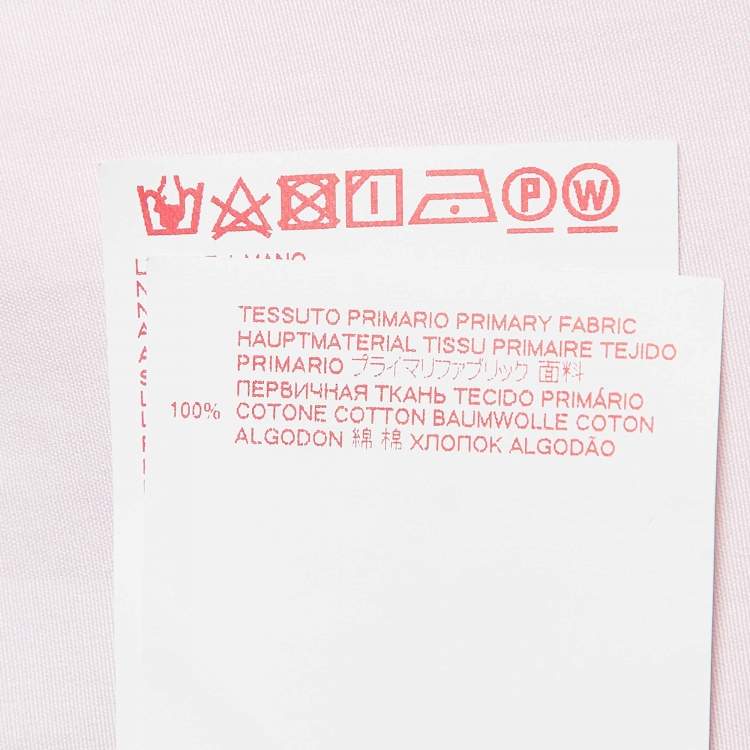 P W
MANO
TESSUTO PRIMARIO PRIMARY FABRIC
HAUPTMATERIAL TISSU PRIMAIRE TEJIDO
PRIMARIO プライマリファブリック 面料
ПЕРВИЧНАЯ ТКАНЬ TECIDO PRIMÁRIO
100% COTONE COTTON BAUMWOLLE COTON
ALGODON 綿 棉 ХЛОПОК ALGODÃO